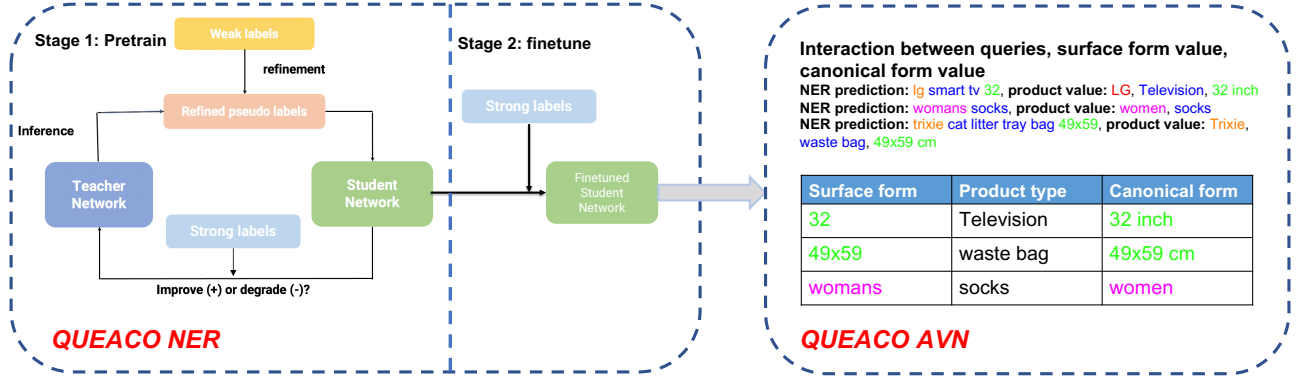 Stage 1: Pretrain
Weak labels
refinement
Refined pseudo labels
Inference
Teacher
Network
Student
Network
Strong labels
Improve (+) or degrade (-)?
QUEACO NER
Stage 2: finetune
Strong labels
Finetuned
Student
Network
Interaction between queries, surface form value,
canonical form value
NER prediction: lg smart tv 32, product value: LG, Television, 32 inch
NER prediction: womans socks, product value: women, socks
NER prediction: trixie cat litter tray bag 49x59, product value: Trixie,
waste bag, 49x59 cm
Surface form Product type Canonical form
32 Television 32 inch
49x59 waste bag 49x59 cm
womans socks women
QUEACO AVN